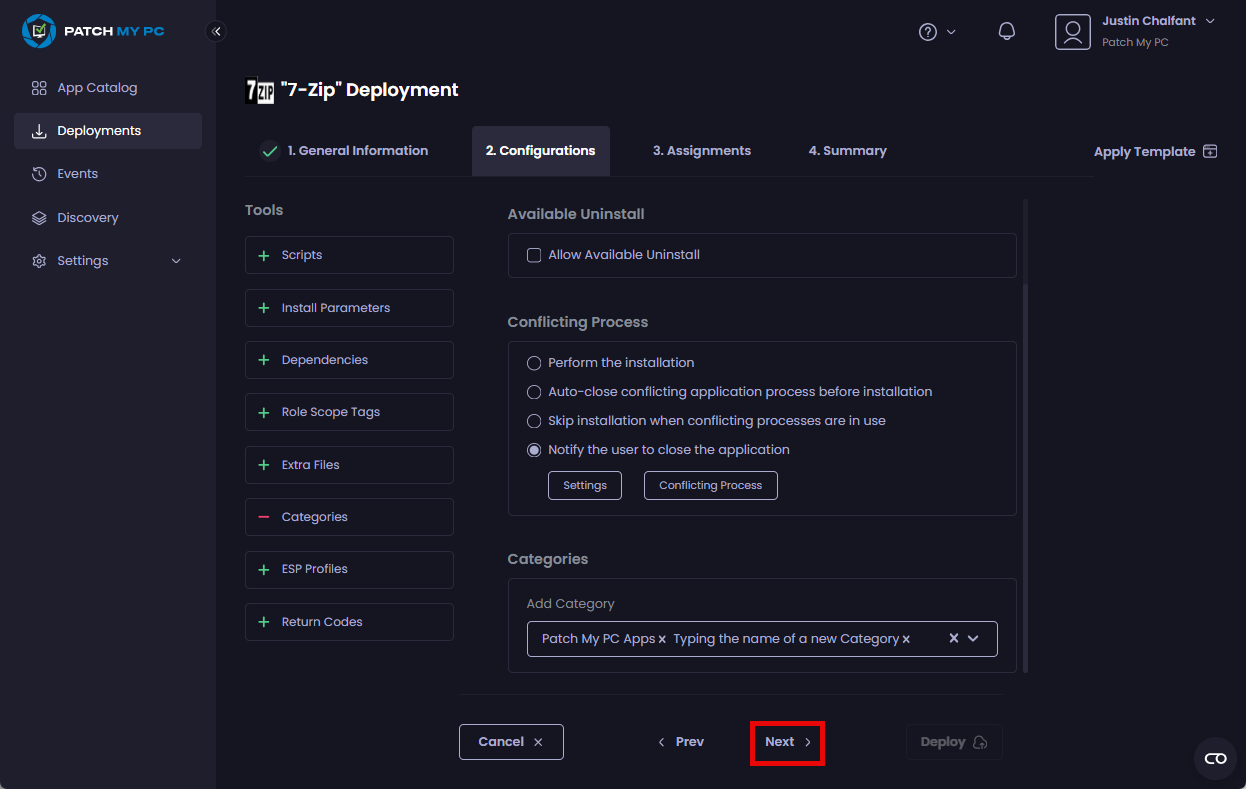 PATCH MY PC
App Catalog
Deployments
Events
Discovery
Settings
Justin Chalfant
Patch My PC
7ZIP "7-Zip" Deployment
1. General Information
2. Configurations
3. Assignments
4. Summary
Apply Template
Tools
Scripts
Install Parameters
Dependencies
Role Scope Tags
Extra Files
Categories
ESP Profiles
Return Codes
Available Uninstall
Allow Available Uninstall
Conflicting Process
Perform the installation
Auto-close conflicting application process before installation
Skip installation when conflicting processes are in use
Notify the user to close the application
Settings
Conflicting Process
Categories
Add Category
Patch My PC Apps × Typing the name of a new Category ×
Cancel ×
Prev
Next
Deploy